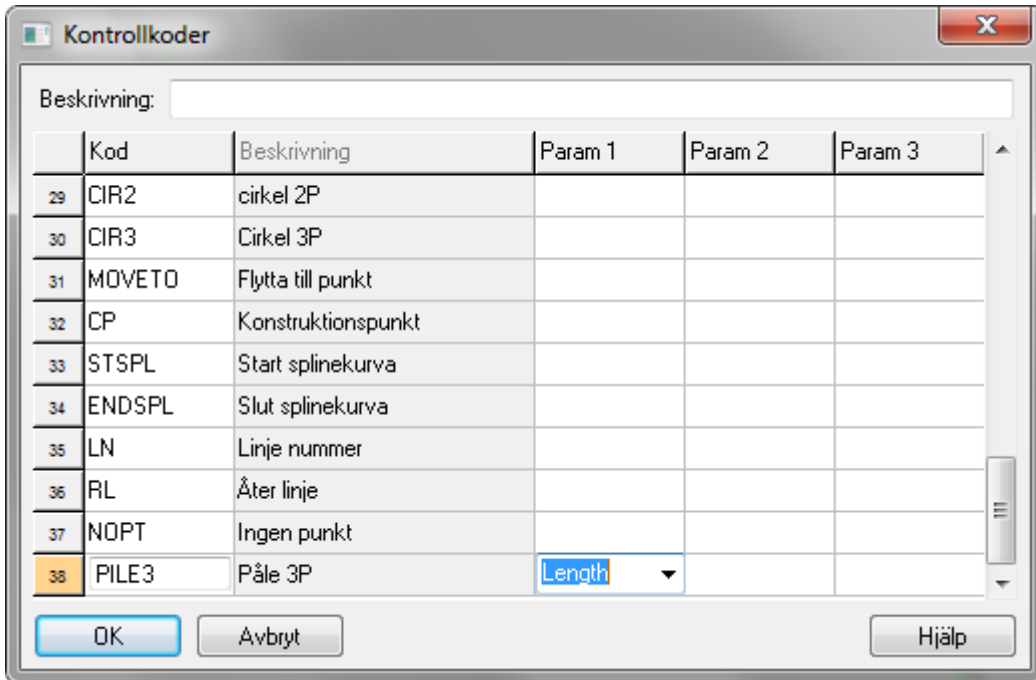 Kontrollkoder
Beskrivning:
Kod Beskrivning Param 1 Param 2 Param 3
29 CIR2 cirkel 2P
30 CIR3 Cirkel 3P
31 MOVETO Flytta till punkt
32 CP Konstruktionspunkt
33 STSPL Start splinekurva
34 ENDSPL Slut splinekurva
35 LN Linje nummer
36 RL Åter linje
37 NOPT Ingen punkt
38 PILE3 Påle 3P Length
OK Avbryt Hjälp